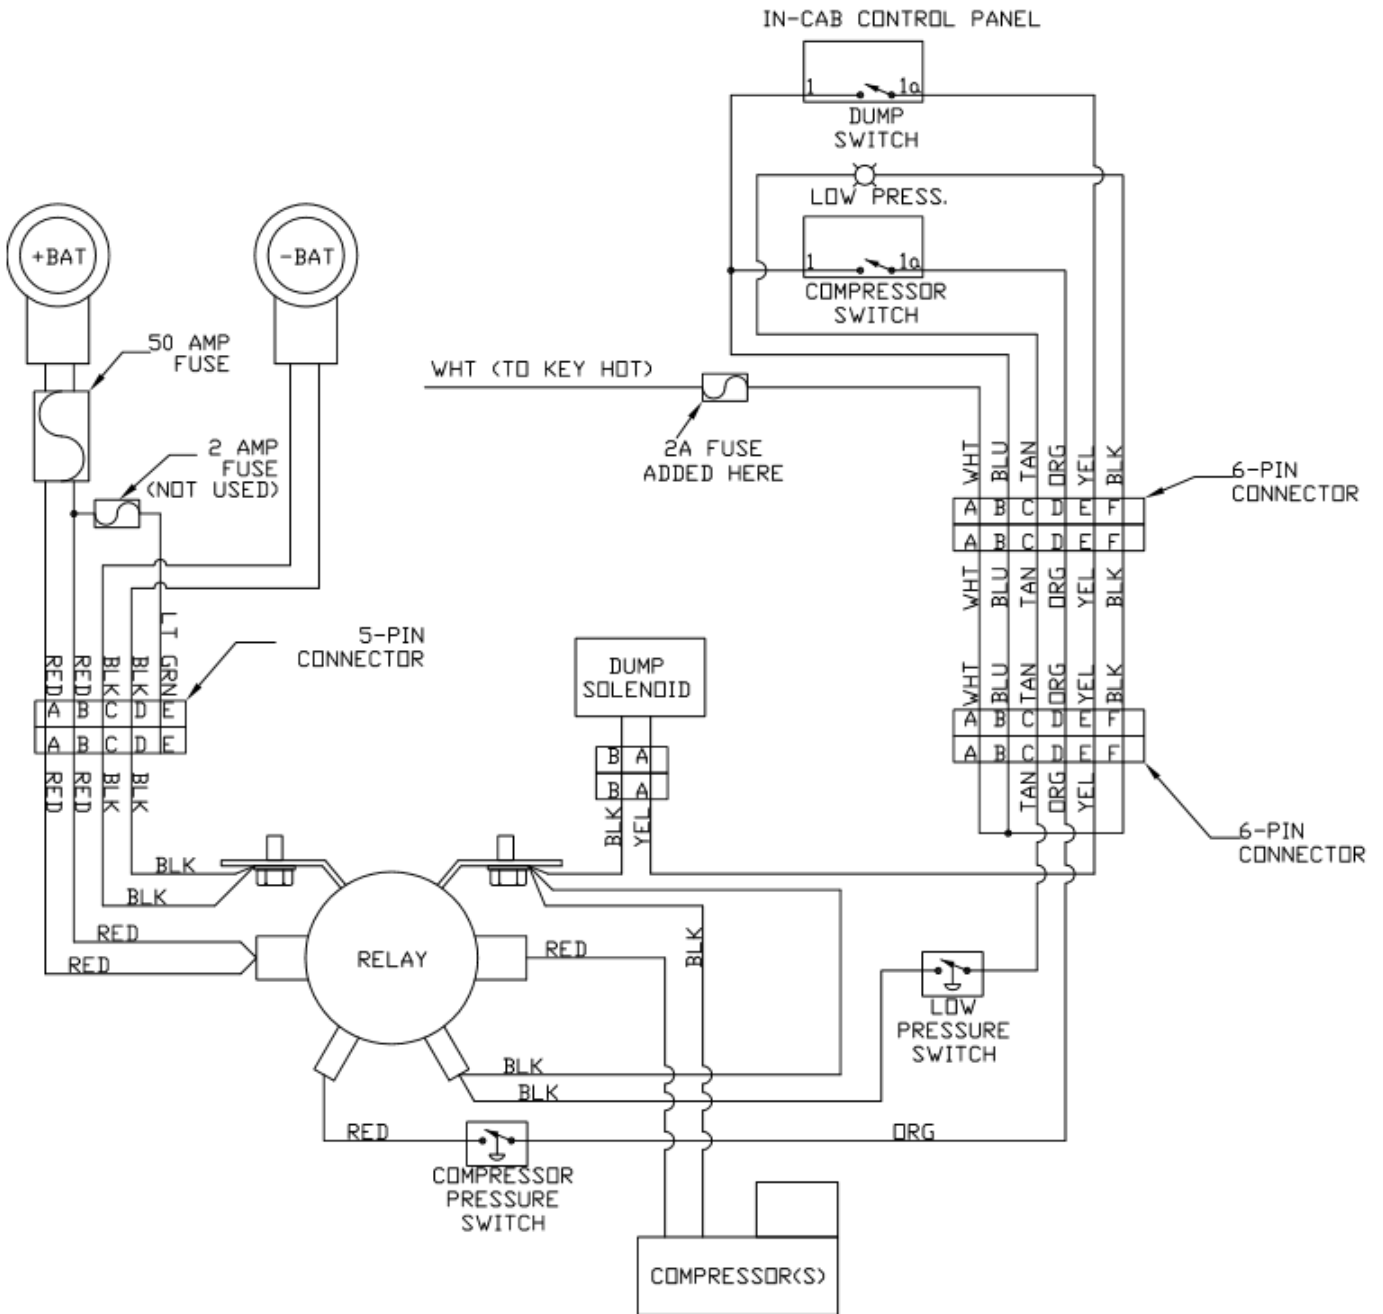 IN-CAB CONTROL PANEL
1 1a
DUMP
SWITCH
LOW PRESS.
1 1a
COMPRESSOR
SWITCH
+BAT
-BAT
50 AMP
FUSE
WHT (TO KEY HOT)
2A FUSE
ADDED HERE
2 AMP
FUSE
(NOT USED)
WHT BLU TAN ORG YEL BLK
6-PIN
CONNECTOR
A B C D E F
A B C D E F
WHT BLU TAN ORG YEL BLK
5-PIN
CONNECTOR
RED RED BLK BLK LT GRN
A B C D E
A B C D E
RED RED BLK BLK
DUMP
SOLENOID
B A
B A
BLK YEL
WHT BLU TAN ORG YEL BLK
A B C D E F
A B C D E F
TAN ORG YEL
6-PIN
CONNECTOR
BLK
BLK
RED
RED
RELAY
RED
BLK
LOW
PRESSURE
SWITCH
BLK
BLK
RED
ORG
COMPRESSOR
PRESSURE
SWITCH
COMPRESSOR(S)